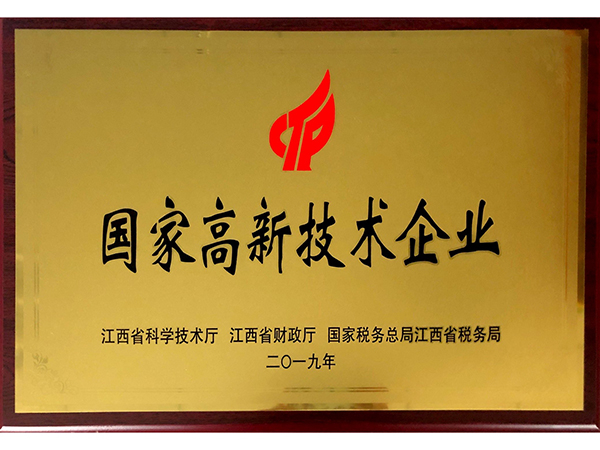 CTP
国家高新技术企业
江西省科学技术厅 江西省财政厅 国家税务总局江西省税务局
二〇一九年